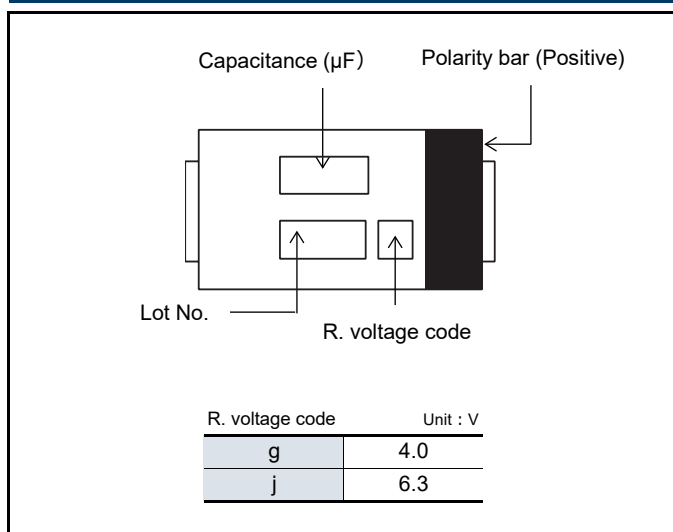 Capacitance (μF）
Polarity bar (Positive)
Lot No.
R. voltage code
R. voltage code
Unit : V
g 4.0
j 6.3